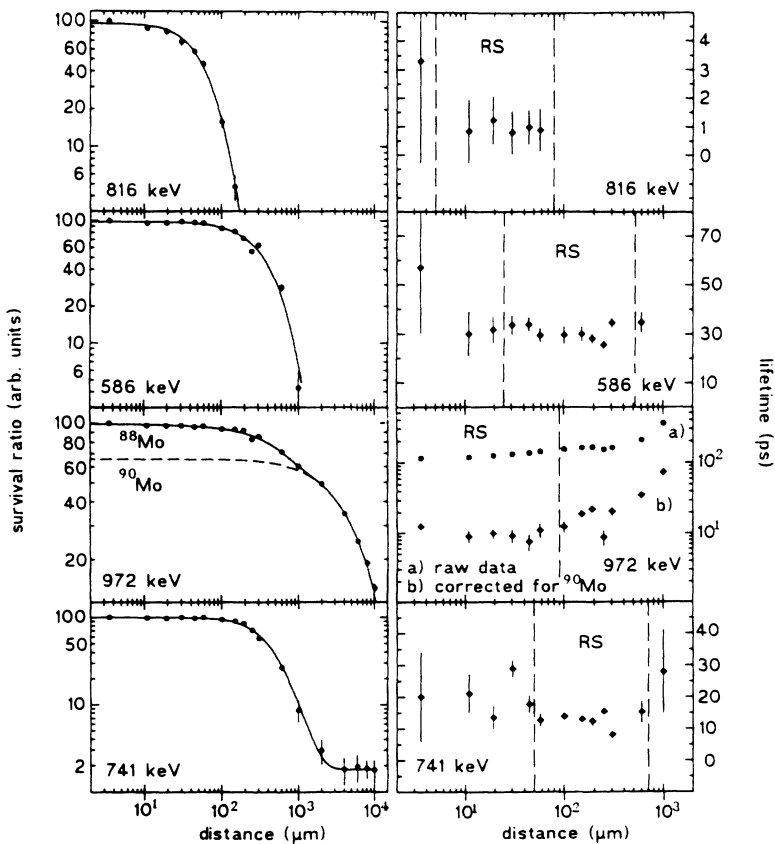 survival ratio (arb. units)
100
60
40
20
10
6
4
816 keV
100
60
40
20
10
6
4
586 keV
100
80
60
40
20
⁸⁸Mo
⁹⁰Mo
972 keV
100
50
20
10
5
2
741 keV
10¹ 10² 10³ 10⁴
distance (μm)
RS
816 keV
4
3
2
1
0
RS
586 keV
70
50
30
10
RS
a)
b)
972 keV
a) raw data
b) corrected for ⁹⁰Mo
10²
10¹
RS
741 keV
40
30
20
10
0
10¹ 10² 10³
distance (μm)
lifetime (ps)